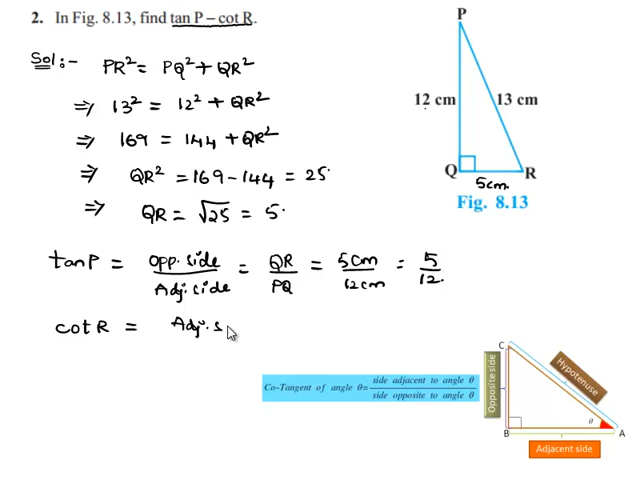 2. In Fig. 8.13, find tan P – cot R.
Sol:-
PR² = PQ² + QR²
⇒ 13² = 12² + QR²
⇒ 169 = 144 + QR²
⇒ QR² = 169 - 144 = 25.
⇒ QR = √25 = 5.
tan P = Opp. side / Adj. side = QR / PQ = 5cm / 12cm = 5 / 12.
cot R = Adj. s
P
12 cm
13 cm
Q
R
5cm.
Fig. 8.13
Co-Tangent of angle θ= side adjacent to angle θ / side opposite to angle θ
C
Opposite side
Hypotenuse
θ
B
A
Adjacent side